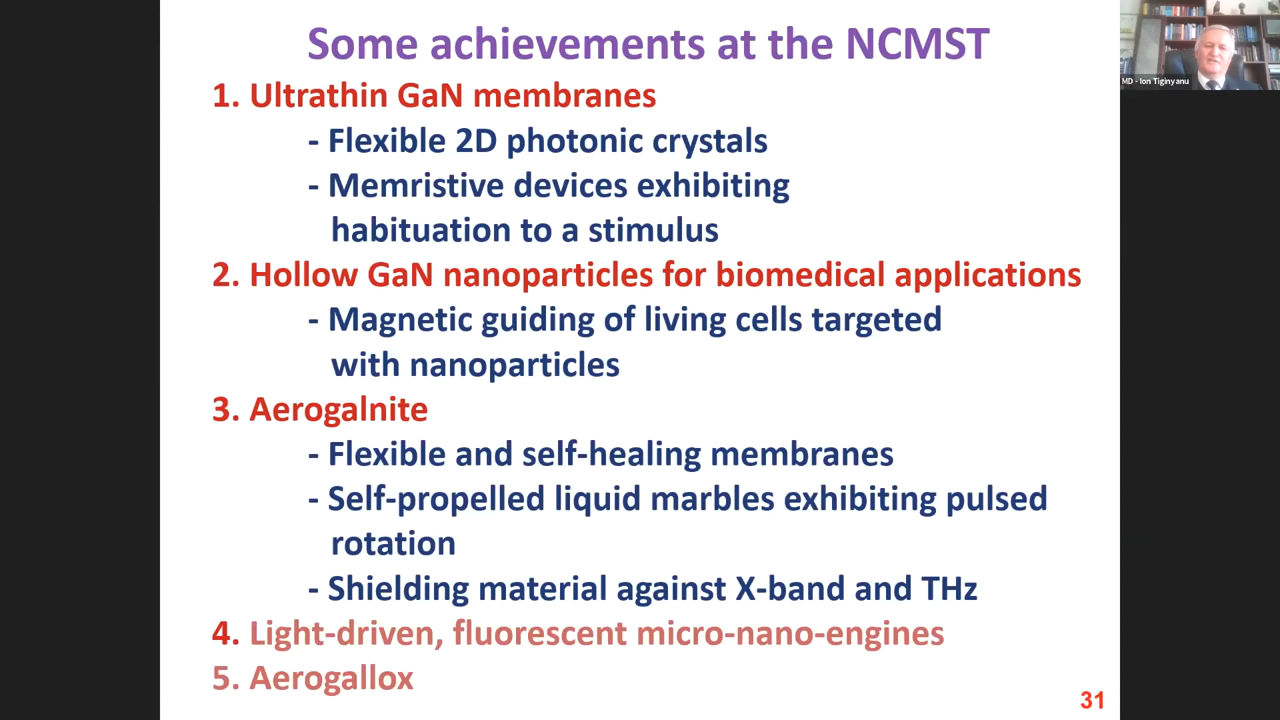 Some achievements at the NCMST
MD - Ion Tiginyanu
1. Ultrathin GaN membranes
- Flexible 2D photonic crystals
- Memristive devices exhibiting
habituation to a stimulus
2. Hollow GaN nanoparticles for biomedical applications
- Magnetic guiding of living cells targeted
with nanoparticles
3. Aerogalnite
- Flexible and self-healing membranes
- Self-propelled liquid marbles exhibiting pulsed
rotation
- Shielding material against X-band and THz
4. Light-driven, fluorescent micro-nano-engines
5. Aerogallox
31